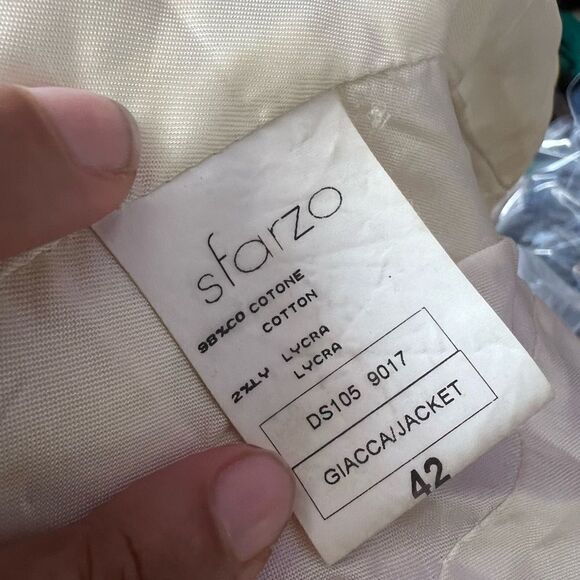 sfarzo
98%CO COTONE
COTTON
2%LY LYCRA
LYCRA
DS105 9017
GIACCA/JACKET
42